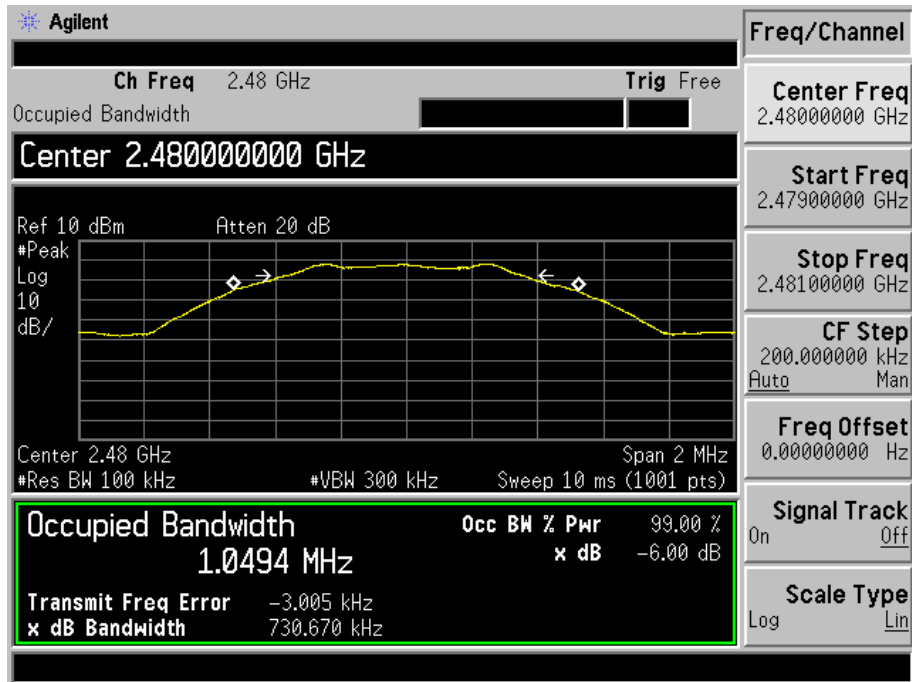 Agilent
Ch Freq 2.48 GHz Trig Free
Occupied Bandwidth
Center 2.480000000 GHz
Ref 10 dBm Atten 20 dB
#Peak
Log
10
dB/
Center 2.48 GHz Span 2 MHz
#Res BW 100 kHz #VBW 300 kHz Sweep 10 ms (1001 pts)
Occupied Bandwidth
1.0494 MHz
Occ BW % Pwr 99.00 %
x dB -6.00 dB
Transmit Freq Error -3.005 kHz
x dB Bandwidth 730.670 kHz
Freq/Channel
Center Freq
2.48000000 GHz
Start Freq
2.47900000 GHz
Stop Freq
2.48100000 GHz
CF Step
200.000000 kHz
Auto Man
Freq Offset
0.00000000 Hz
Signal Track
On Off
Scale Type
Log Lin